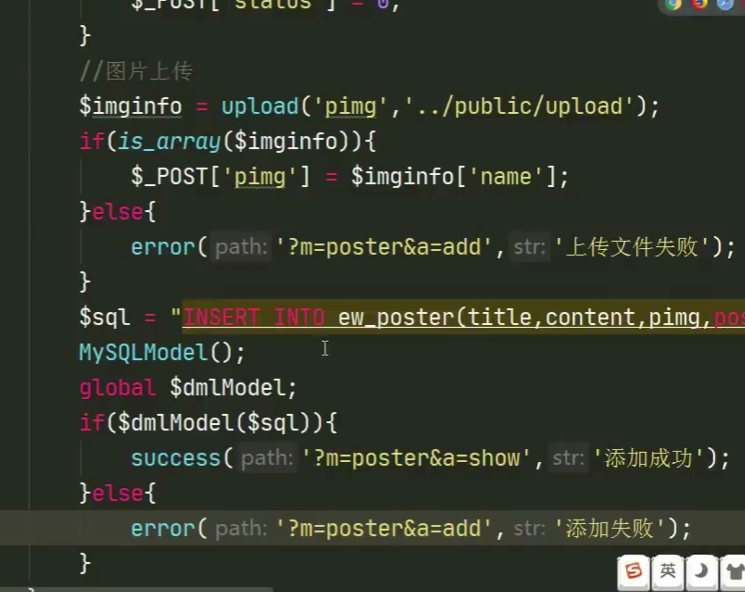 $_POST['status'] = 0;
}
//图片上传
$imginfo = upload('pimg','../public/upload');
if(is_array($imginfo)){
$_POST['pimg'] = $imginfo['name'];
}else{
error( path: '?m=poster&a=add', str: '上传文件失败');
}
$sql = "INSERT INTO ew_poster(title,content,pimg,pos
MySQLModel();
global $dmlModel;
if($dmlModel($sql)){
success( path: '?m=poster&a=show', str: '添加成功');
}else{
error( path: '?m=poster&a=add', str: '添加失败');
}
英